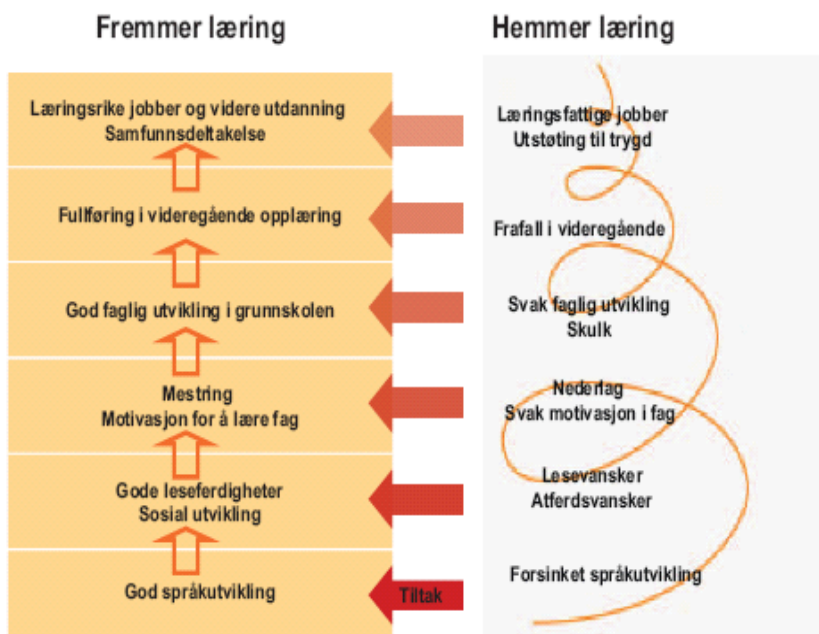 Fremmer læring
Læringsrike jobber og videre utdanning
Samfunnsdeltakelse
Fullføring i videregående opplæring
God faglig utvikling i grunnskolen
Mestring
Motivasjon for å lære fag
Gode leseferdigheter
Sosial utvikling
God språkutvikling
Tiltak
Hemmer læring
Læringsfattige jobber
Utstøting til trygd
Frafall i videregående
Svak faglig utvikling
Skulk
Nederlag
Svak motivasjon i fag
Lesevansker
Atferdsvansker
Forsinket språkutvikling